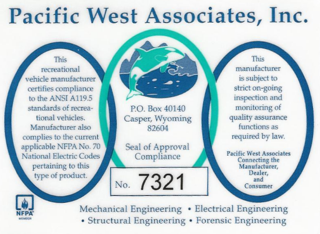 Pacific West Associates, Inc.
This
recreational
vehicle manufacturer
certifies compliance
to the ANSI A119.5
standards of recrea-
tional vehicles.
Manufacturer also
complies to the current
applicable NFPA No. 70
National Electric Codes
pertaining to this
type of product.
P.O. Box 40140
Casper, Wyoming
82604
Seal of Approval
Compliance
No. 7321
This
manufacturer
is subject to
strict on-going
inspection and
monitoring of
quality assurance
functions as
required by law.
Pacific West Associates
Connecting the
Manufacturer,
Dealer,
and
Consumer
NFPA
Mechanical Engineering • Electrical Engineering
• Structural Engineering • Forensic Engineering